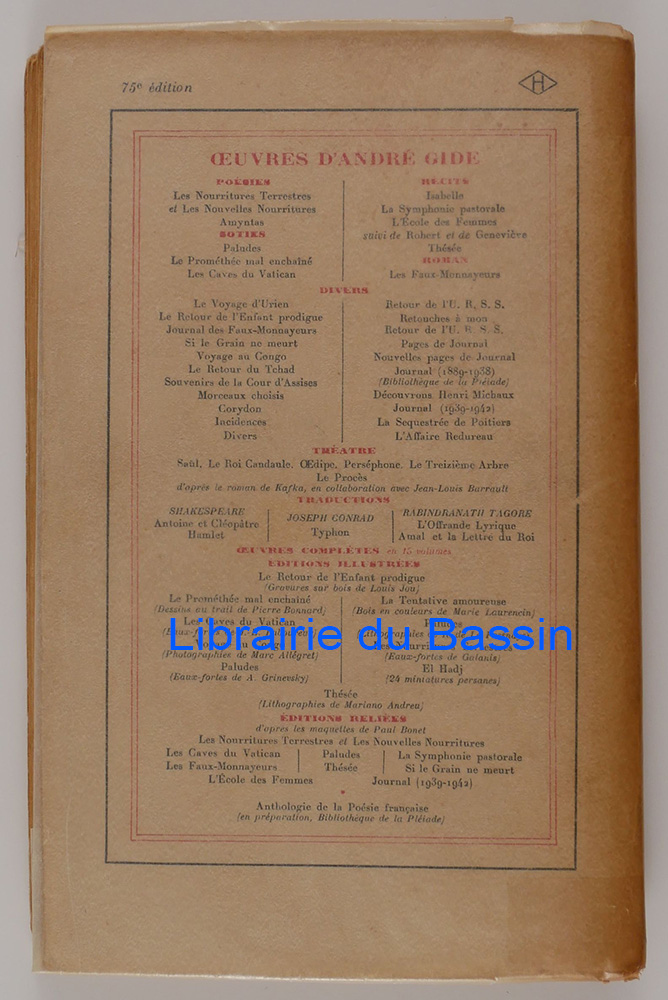 75e édition
H
ŒUVRES D'ANDRÉ GIDE
POÉSIES
Les Nourritures Terrestres
et Les Nouvelles Nourritures
Amyntas
SOTIES
Paludes
Le Prométhée mal enchaîné
Les Caves du Vatican
RÉCITS
Isabelle
La Symphonie pastorale
L'École des Femmes
suivi de Robert et de Geneviève
Thésée
ROMAN
Les Faux-Monnayeurs
DIVERS
Le Voyage d'Urien
Le Retour de l'Enfant prodigue
Journal des Faux-Monnayeurs
Si le Grain ne meurt
Voyage au Congo
Le Retour du Tchad
Souvenirs de la Cour d'Assises
Morceaux choisis
Corydon
Incidences
Divers
Retour de l'U. R. S. S.
Retouches à mon
Retour de l'U. R. S. S.
Pages de Journal
Nouvelles pages de Journal
Journal (1889-1938)
(Bibliothèque de la Pléiade)
Découvrons Henri Michaux
Journal (1939-1942)
La Sequestrée de Poitiers
L'Affaire Redureau
THÉATRE
Saül, Le Roi Candaule, Œdipe, Perséphone, Le Treizième Arbre
Le Procès
d'après le roman de Kafka, en collaboration avec Jean-Louis Barrault
TRADUCTIONS
SHAKESPEARE
Antoine et Cléopâtre
Hamlet
JOSEPH CONRAD
Typhon
RABINDRANATH TAGORE
L'Offrande Lyrique
Amal et la Lettre du Roi
ŒUVRES COMPLÈTES en 15 volumes
EDITIONS ILLUSTRÉES
Le Retour de l'Enfant prodigue
(Gravures sur bois de Louis Jou)
Le Prométhée mal enchaîné
(Dessins au trait de Pierre Bonnard)
Les Caves du Vatican
(Eaux-fortes de
(Photographies de Marc Allégret)
Paludes
(Eaux-fortes de A. Grinevsky)
La Tentative amoureuse
(Bois en couleurs de Marie Laurencin)
Paludes
(Eaux-fortes de Galanis)
El Hadj
(24 miniatures persanes)
Librairie du Bassin
Thésée
(Lithographies de Mariano Andreu)
EDITIONS RELIÉES
d'après les maquettes de Paul Bonet
Les Nourritures Terrestres et Les Nouvelles Nourritures
Les Caves du Vatican
Les Faux-Monnayeurs
Paludes
Thésée
La Symphonie pastorale
Si le Grain ne meurt
L'École des Femmes
Journal (1939-1942)
Anthologie de la Poésie française
(en préparation, Bibliothèque de la Pléiade)